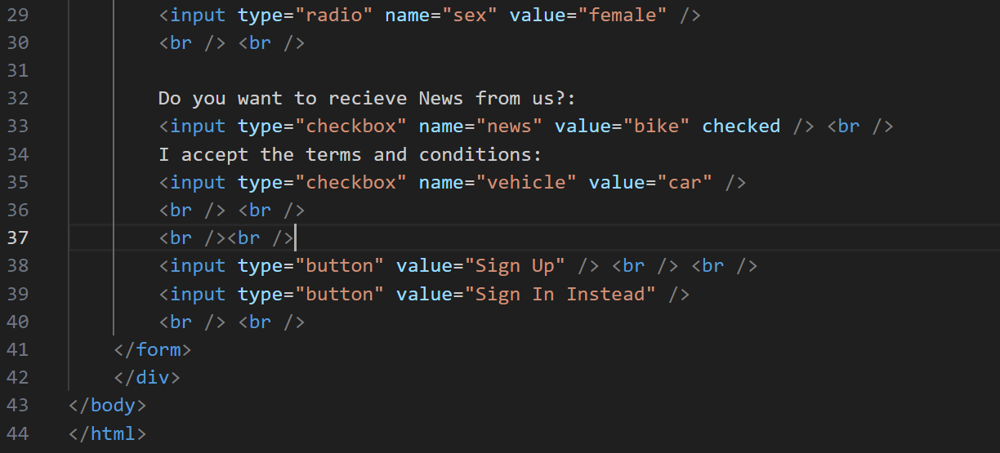 29 <input type="radio" name="sex" value="female" />
30 <br /> <br />
31
32 Do you want to recieve News from us?:
33 <input type="checkbox" name="news" value="bike" checked /> <br />
34 I accept the terms and conditions:
35 <input type="checkbox" name="vehicle" value="car" />
36 <br /> <br />
37 <br /><br />
38 <input type="button" value="Sign Up" /> <br /> <br />
39 <input type="button" value="Sign In Instead" />
40 <br /> <br />
41 </form>
42 </div>
43 </body>
44 </html>